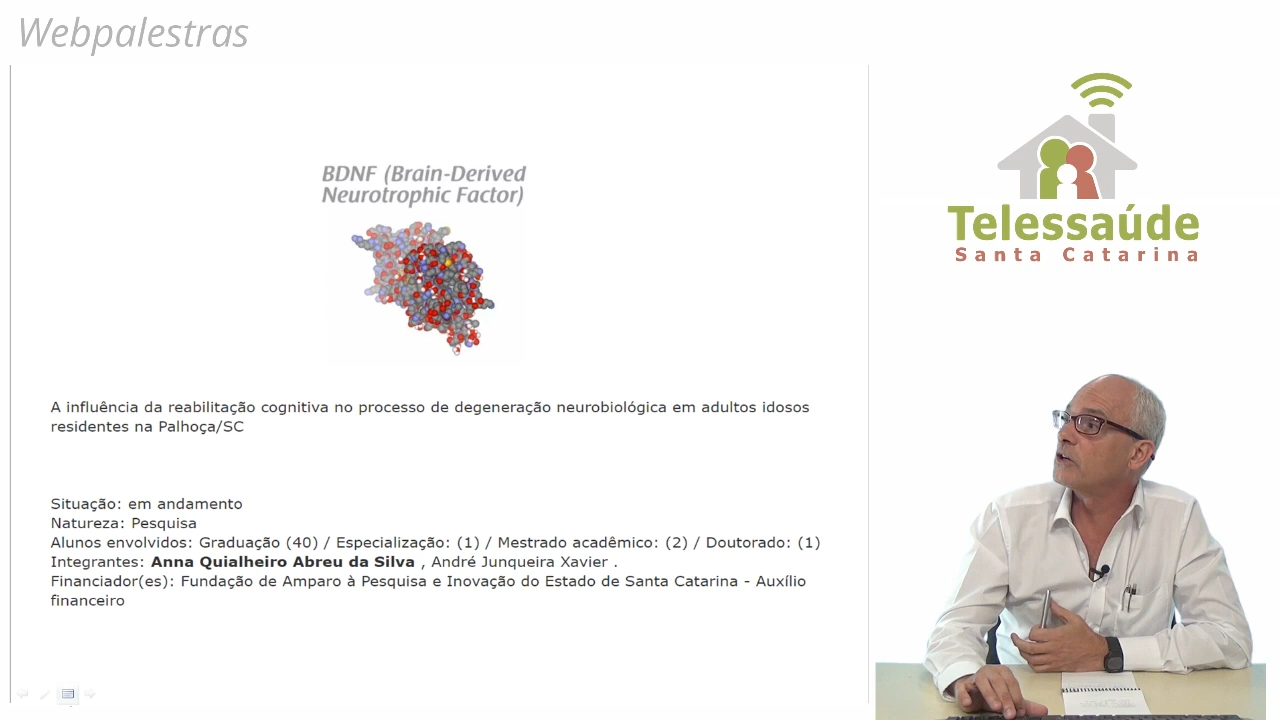 Webpalestras
BDNF (Brain-Derived
Neurotrophic Factor)
A influência da reabilitação cognitiva no processo de degeneração neurobiológica em adultos idosos
residentes na Palhoça/SC
Situação: em andamento
Natureza: Pesquisa
Alunos envolvidos: Graduação (40) / Especialização: (1) / Mestrado acadêmico: (2) / Doutorado: (1)
Integrantes: Anna Quialheiro Abreu da Silva , André Junqueira Xavier .
Financiador(es): Fundação de Amparo à Pesquisa e Inovação do Estado de Santa Catarina - Auxílio
financeiro
Telessaúde
Santa Catarina